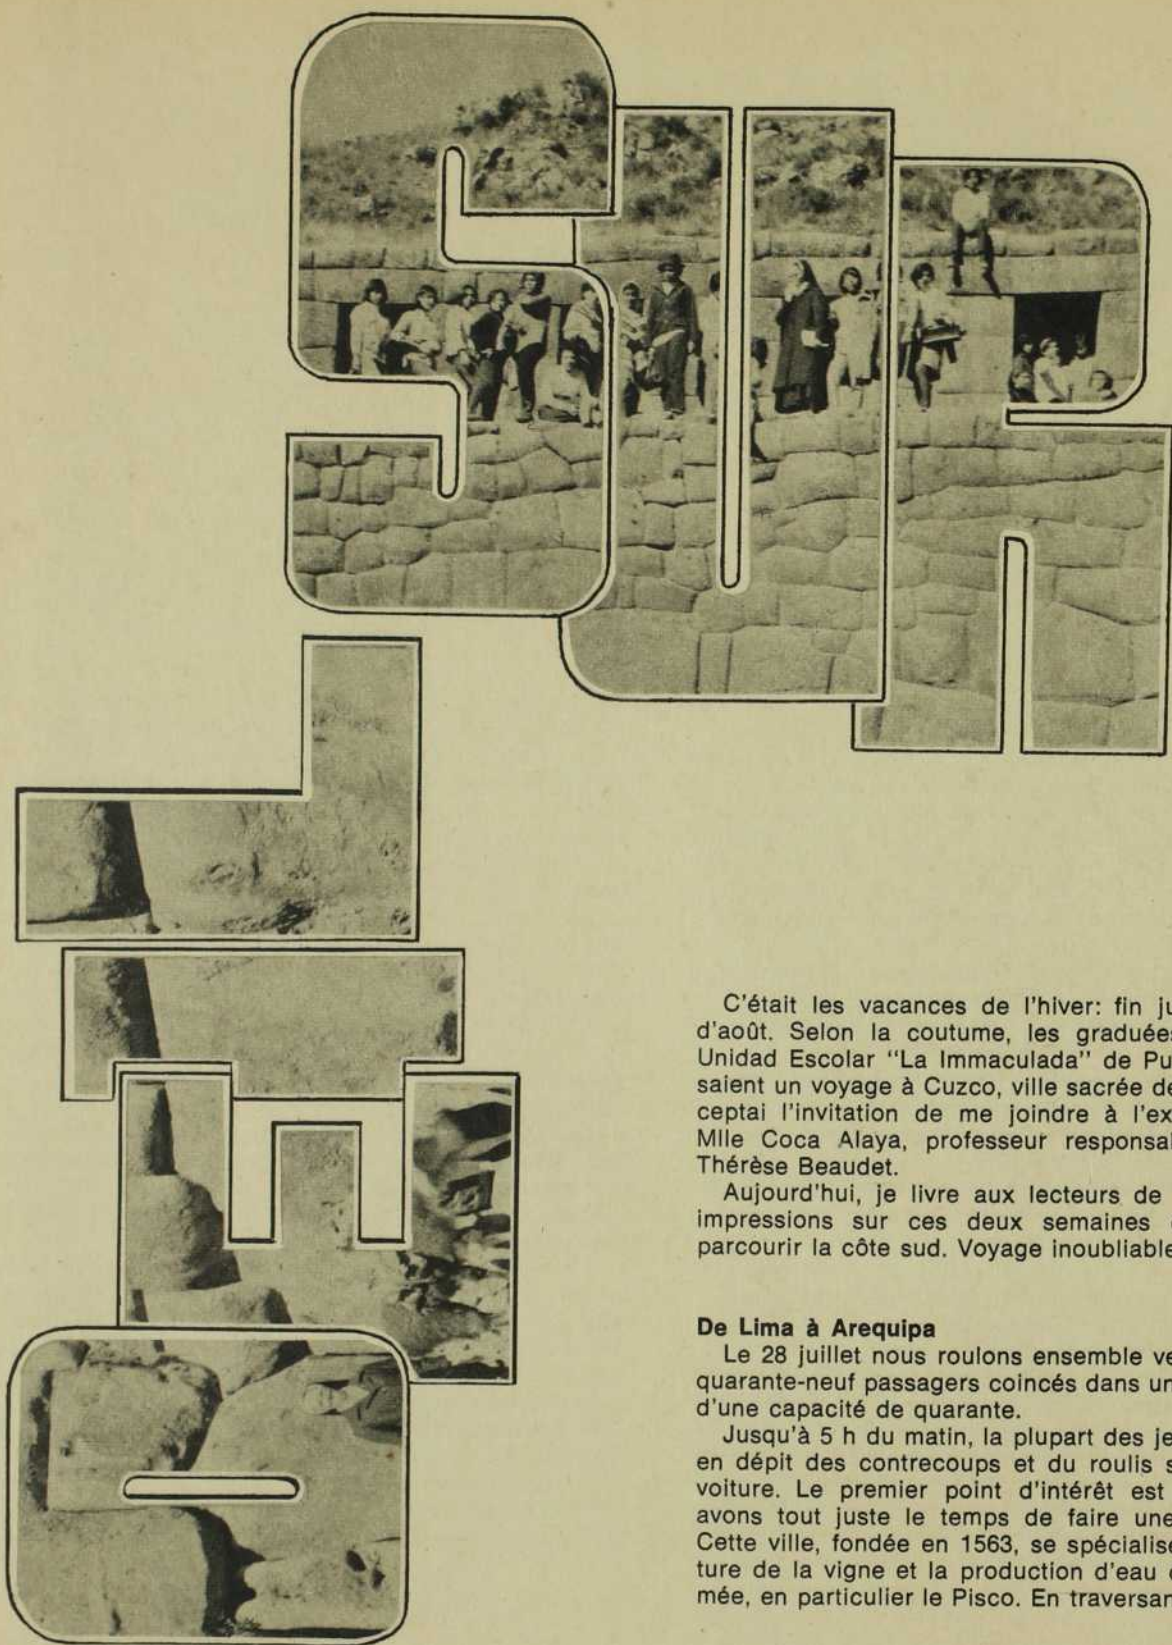 OEIL
SUR
C'était les vacances de l'hiver: fin ju
d'août. Selon la coutume, les graduées
Unidad Escolar "La Immaculada" de Pu
saient un voyage à Cuzco, ville sacrée de
ceptai l'invitation de me joindre à l'ex
Mlle Coca Alaya, professeur responsal
Thérèse Beaudet.
Aujourd'hui, je livre aux lecteurs de
impressions sur ces deux semaines
parcourir la côte sud. Voyage inoubliable
De Lima à Arequipa
Le 28 juillet nous roulons ensemble ve
quarante-neuf passagers coincés dans un
d'une capacité de quarante.
Jusqu'à 5 h du matin, la plupart des je
en dépit des contrecoups et du roulis s
voiture. Le premier point d'intérêt est
avons tout juste le temps de faire une
Cette ville, fondée en 1563, se spécialise
ture de la vigne et la production d'eau
mée, en particulier le Pisco. En traversan